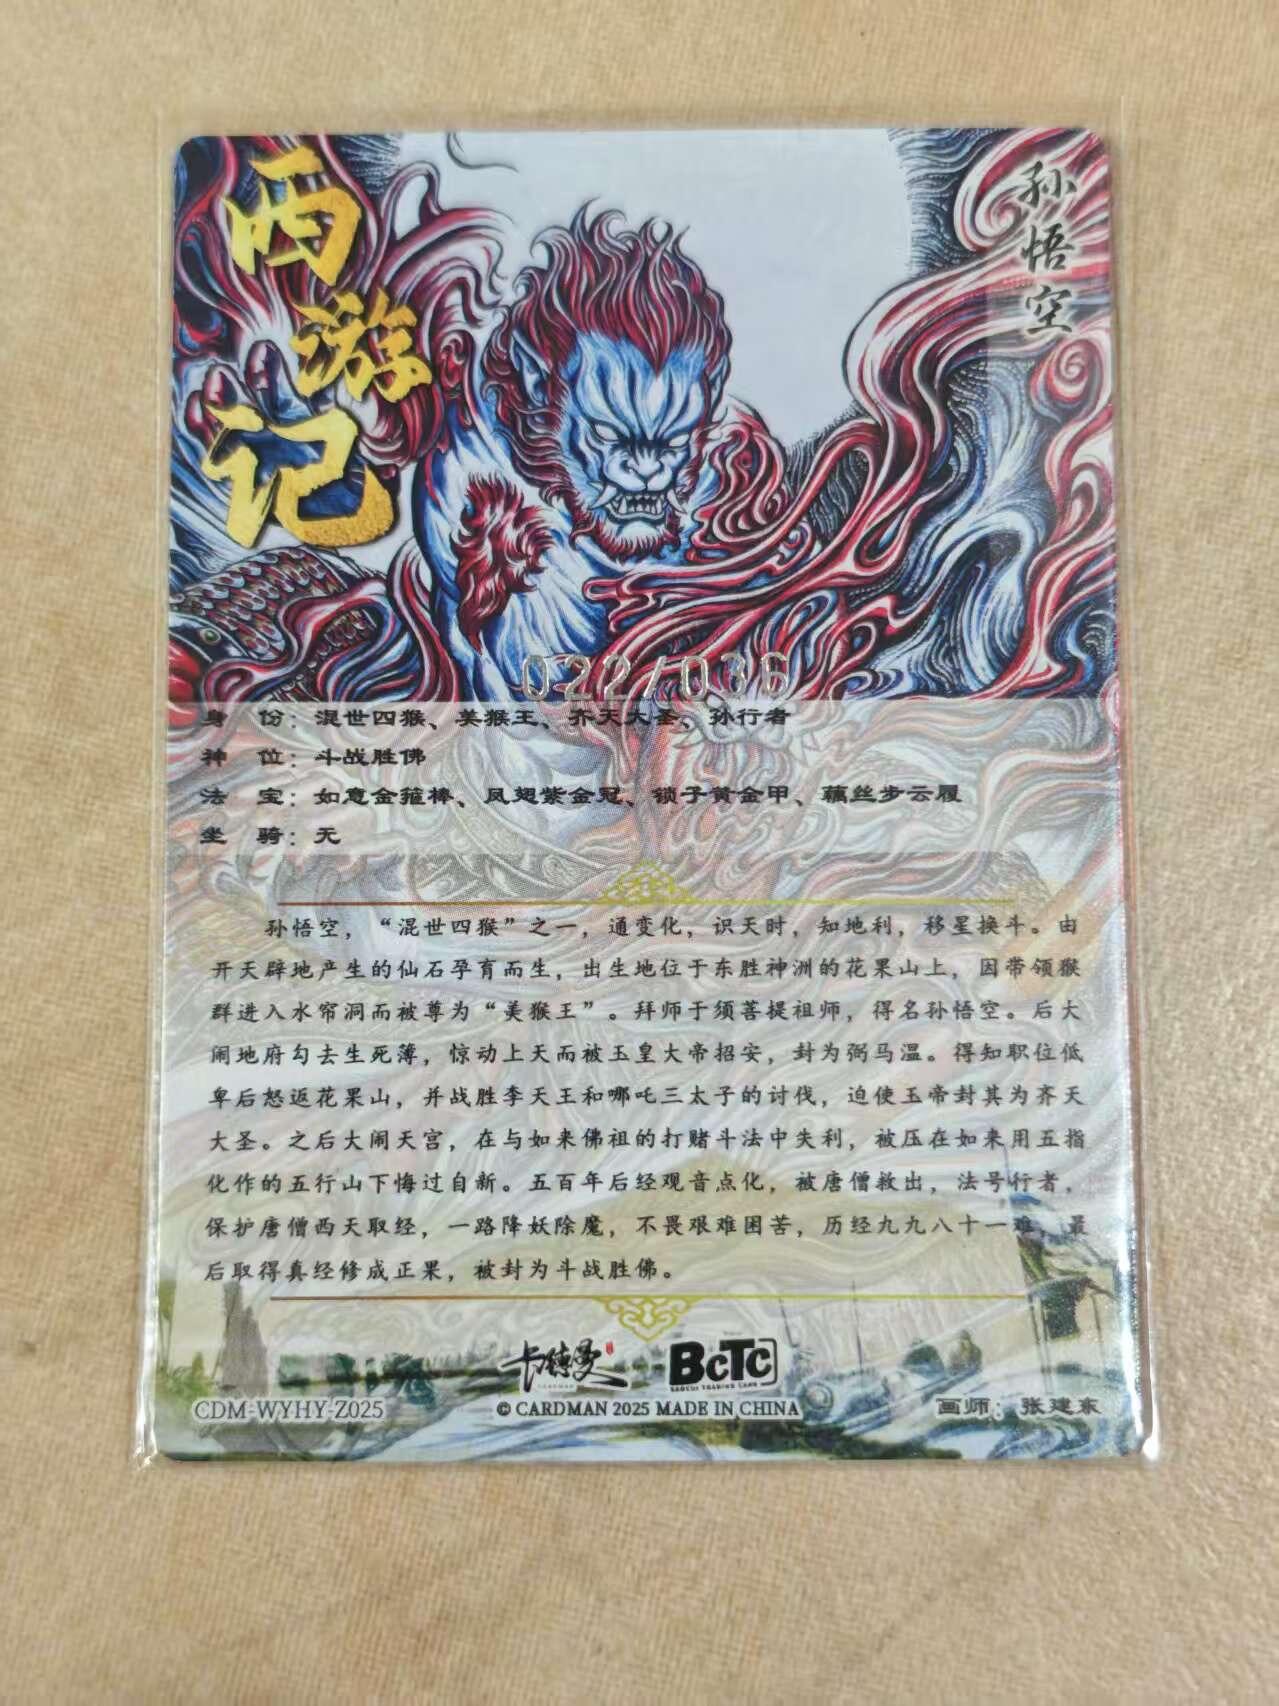 西游记
孙悟空
022/036
身 份：混世四猴、美猴王、齐天大圣、孙行者
神 位：斗战胜佛
法 宝：如意金箍棒、凤翅紫金冠、锁子黄金甲、藕丝步云履
坐 骑：无
孙悟空，“混世四猴”之一，通变化，识天时，知地利，移星换斗。由
开天辟地产生的仙石孕育而生，出生地位于东胜神洲的花果山上，因带领猴
群进入水帘洞而被尊为“美猴王”。拜师于须菩提祖师，得名孙悟空。后大
闹地府勾去生死簿，惊动上天而被玉皇大帝招安，封为弼马温。得知职位低
卑后怒返花果山，并战胜李天王和哪吒三太子的讨伐，迫使玉帝封其为齐天
大圣。之后大闹天宫，在与如来佛祖的打赌斗法中失利，被压在如来用五指
化作的五行山下悔过自新。五百年后经观音点化，被唐僧救出，法号行者，
保护唐僧西天取经，一路降妖除魔，不畏艰难困苦，历经九九八十一难，最
后取得真经修成正果，被封为斗战胜佛。
卡德曼
CARDMAN
BCTC
CDM-WYHY-Z025
© CARDMAN 2025 MADE IN CHINA
画师：张建东